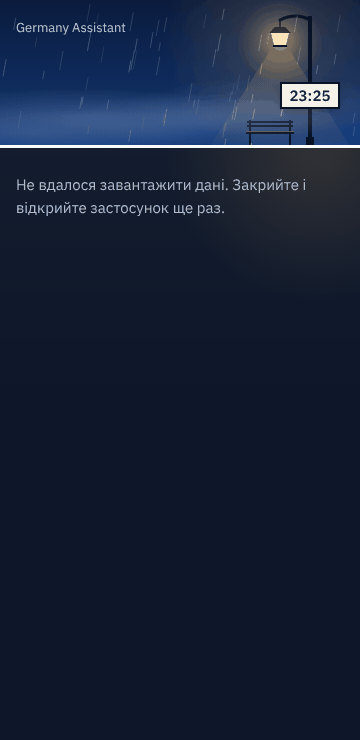 Germany Assistant
23:25
Не вдалося завантажити дані. Закрийте і
відкрийте застосунок ще раз.